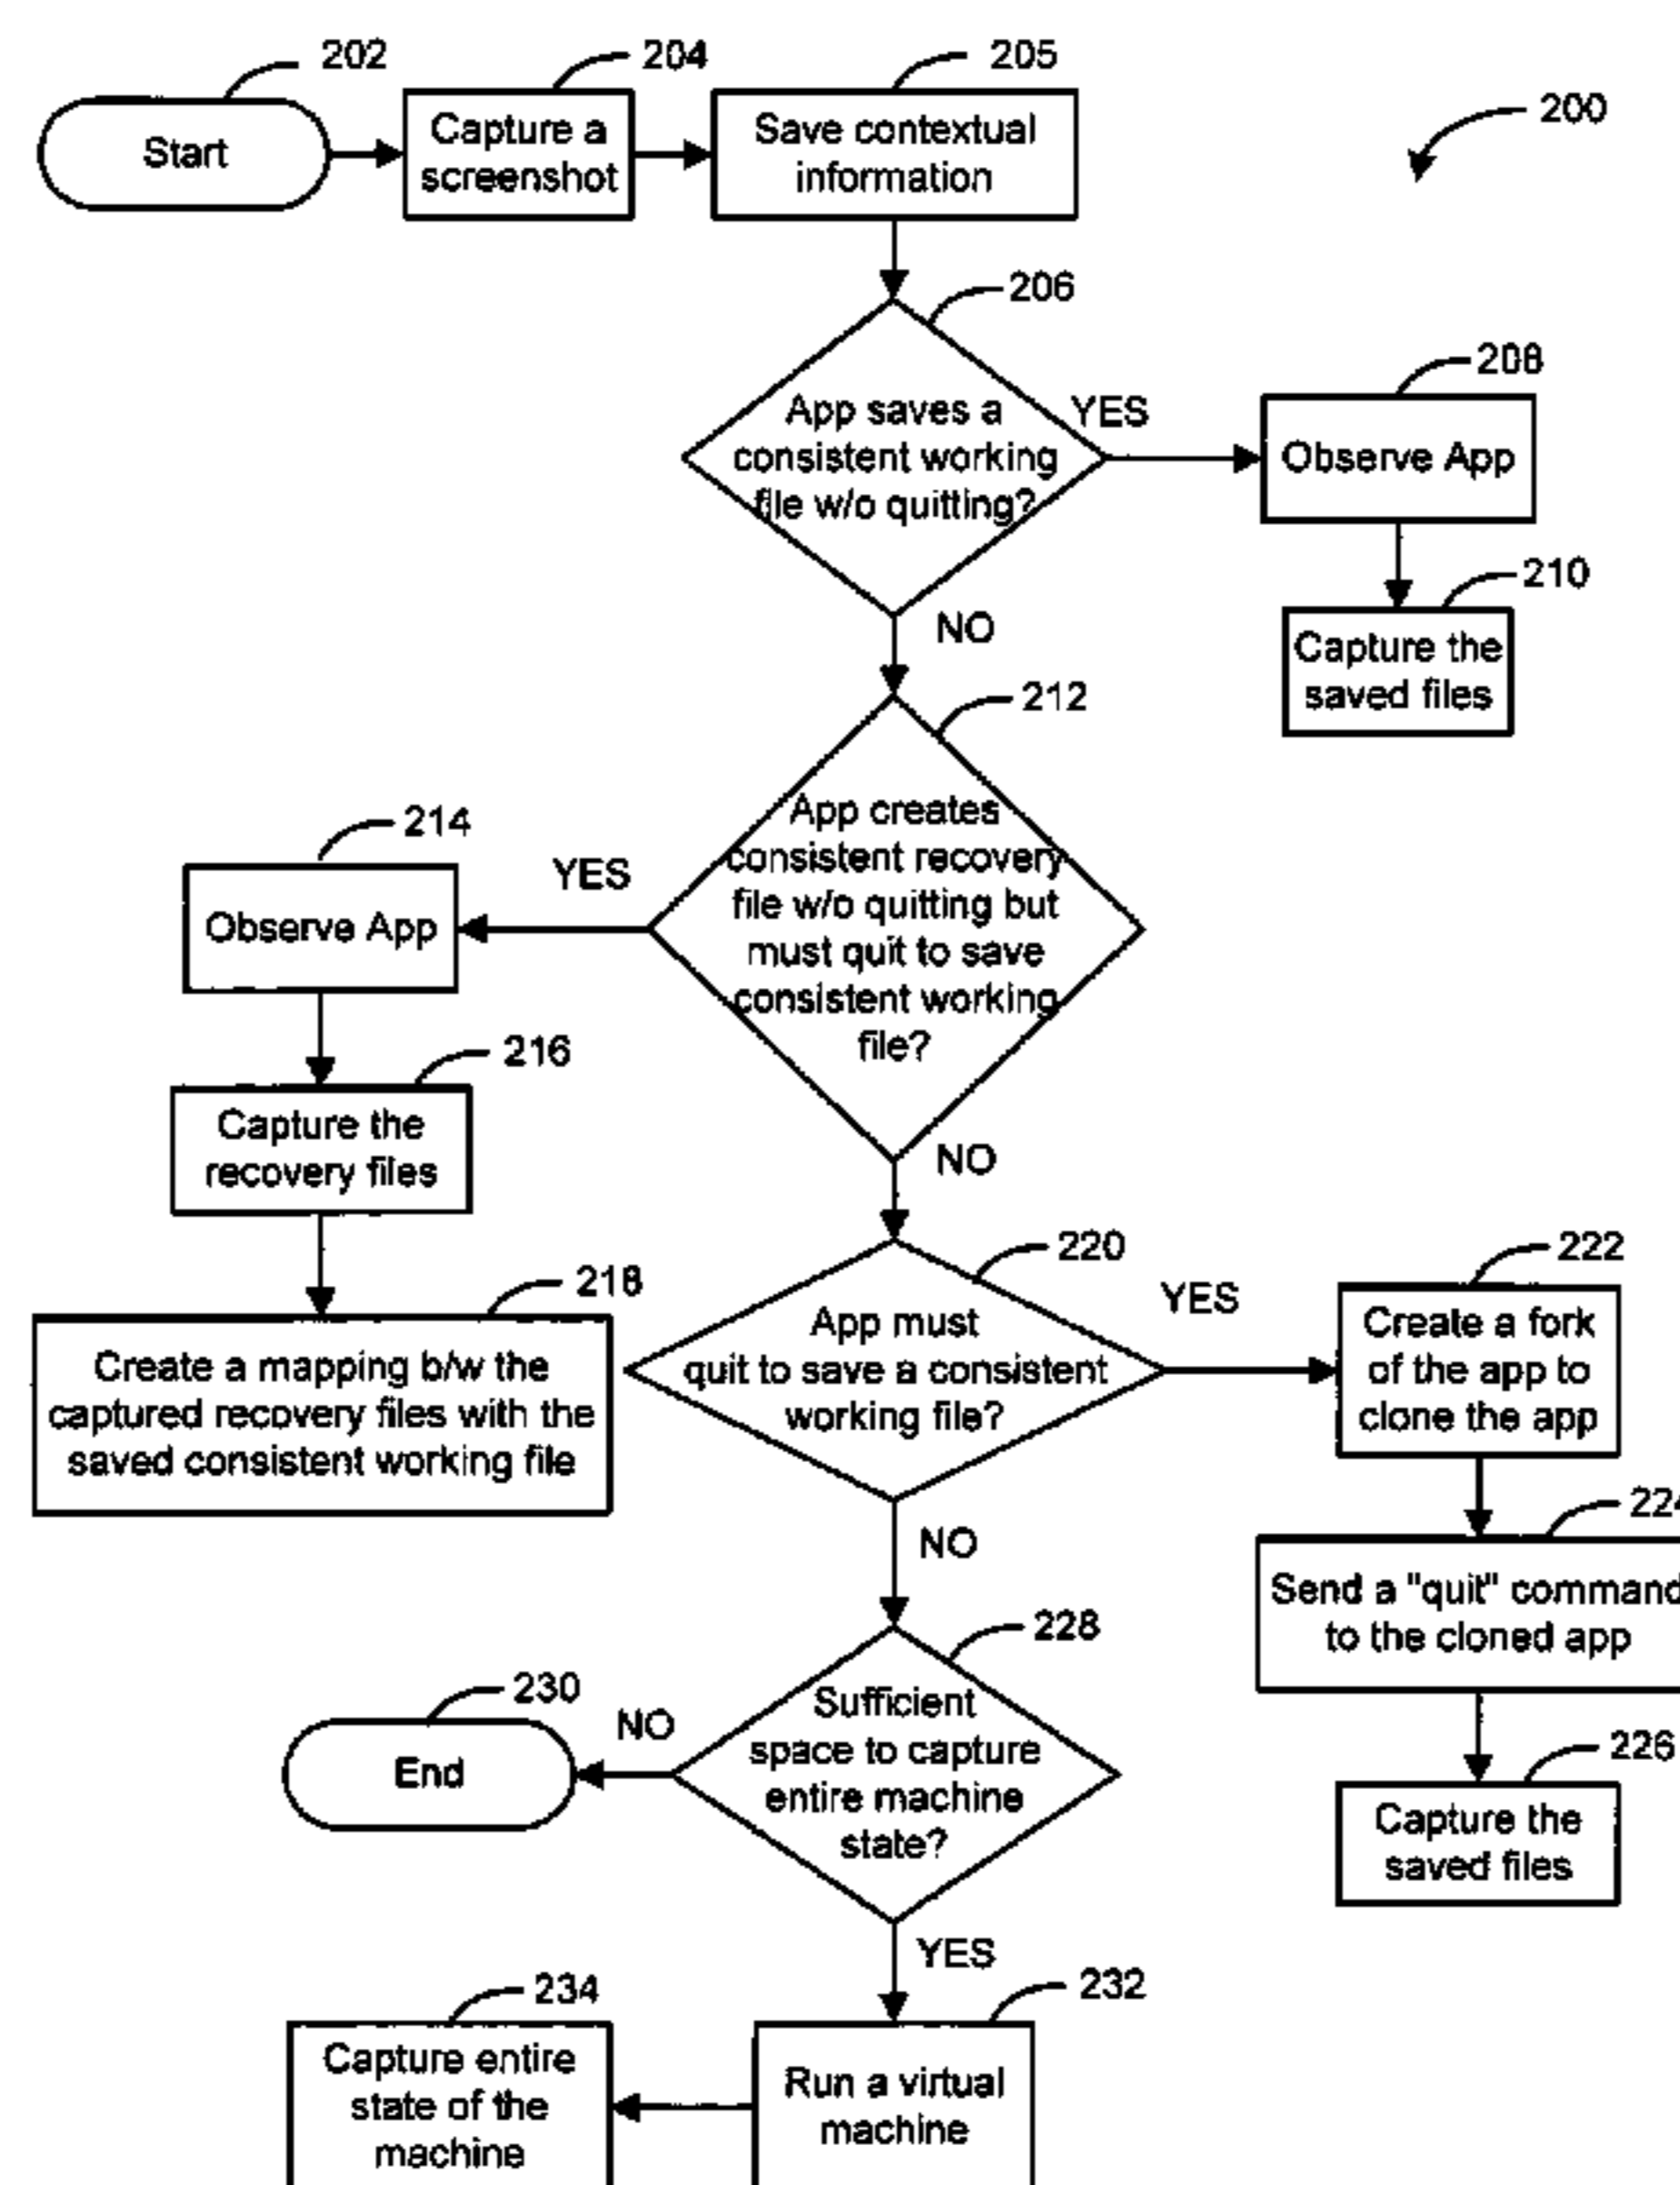 202
204
205
200
Start
Capture a
screenshot
Save contextual
information
206
App saves a
consistent working
file w/o quitting?
YES
208
Observe App
NO
210
Capture the
saved files
212
App creates
consistent recovery
file w/o quitting but
must quit to save
consistent working
file?
YES
214
Observe App
216
Capture the
recovery files
218
Create a mapping b/w the
captured recovery files with the
saved consistent working file
NO
220
App must
quit to save a consistent
working file?
YES
222
Create a fork
of the app to
clone the app
224
Send a "quit" command
to the cloned app
226
Capture the
saved files
NO
228
Sufficient
space to capture
entire machine
state?
NO
230
End
YES
232
Run a virtual
machine
234
Capture entire
state of the
machine